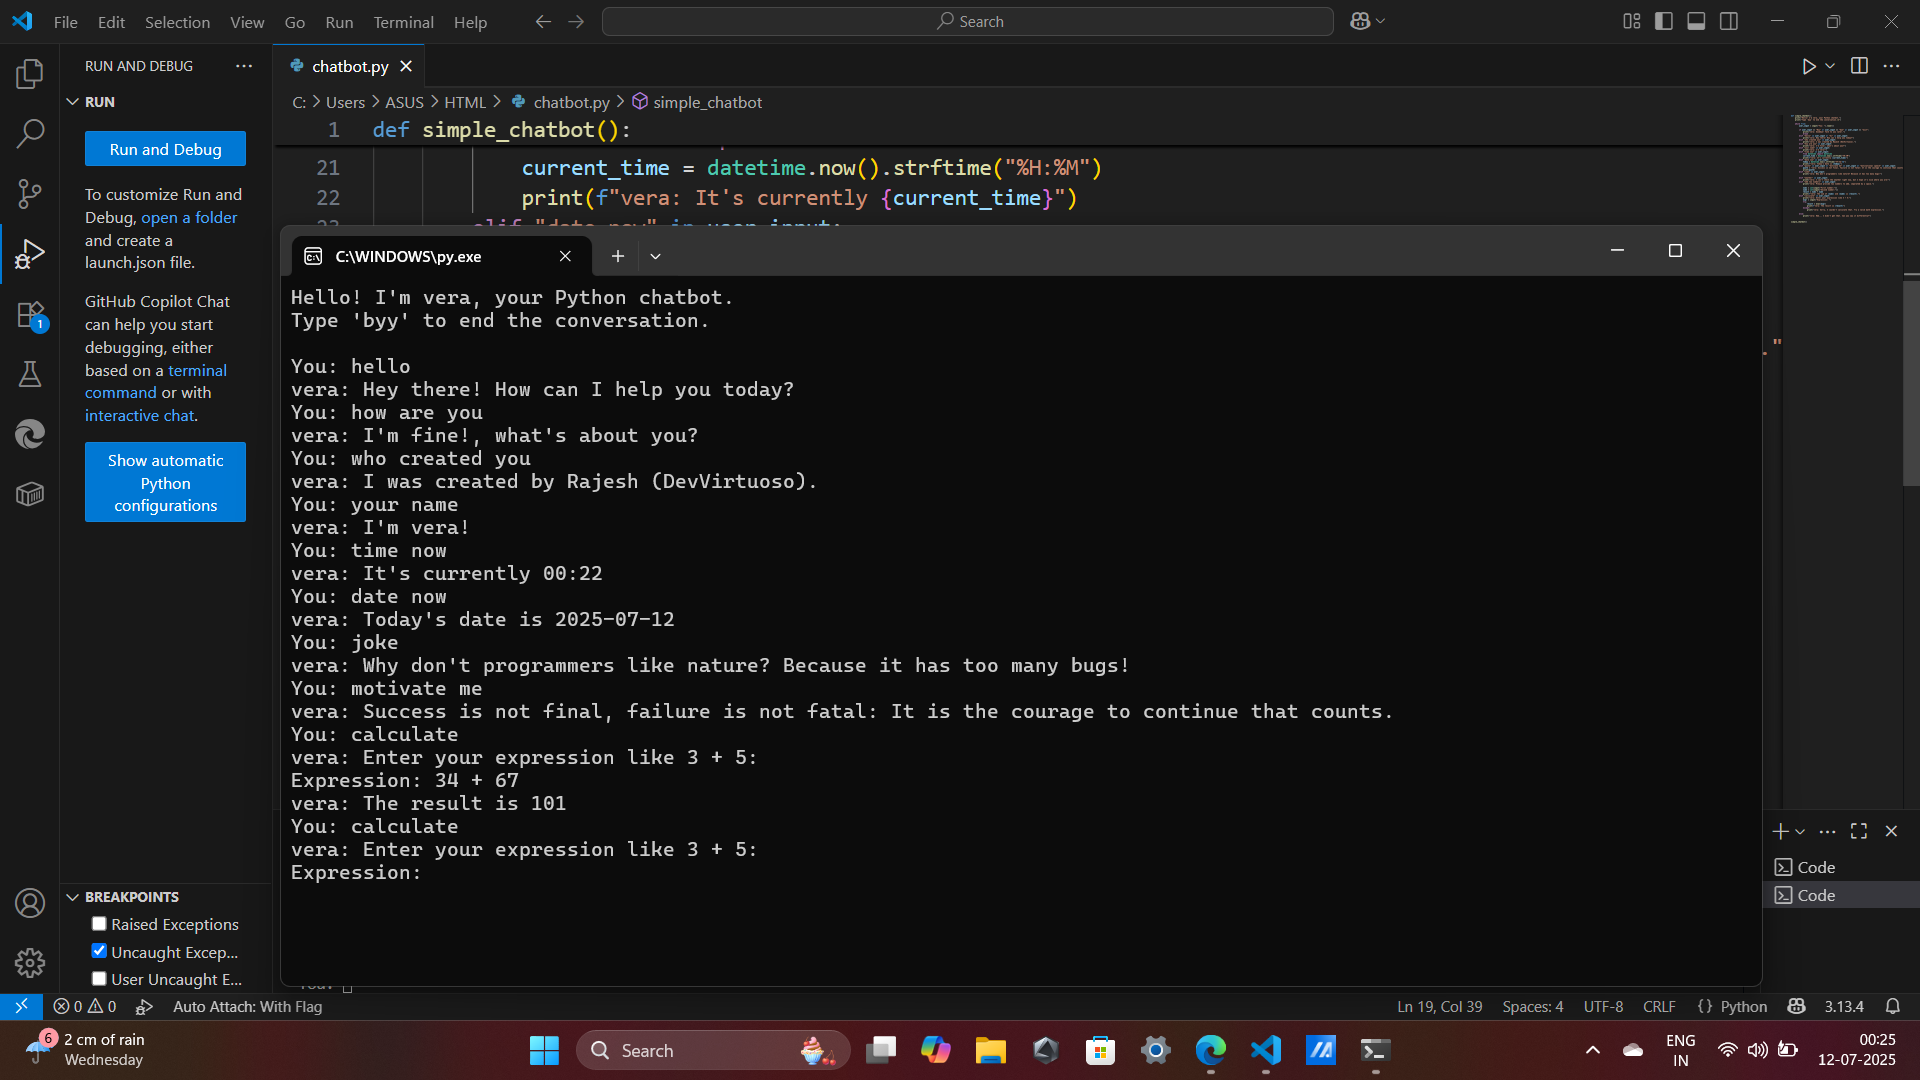 File Edit Selection View Go Run Terminal Help
Search
RUN AND DEBUG
RUN
Run and Debug
To customize Run and
Debug, open a folder
and create a
launch.json file.
GitHub Copilot Chat
can help you start
debugging, either
based on a terminal
command or with
interactive chat.
Show automatic
Python
configurations
BREAKPOINTS
Raised Exceptions
Uncaught Excep...
User Uncaught E...
chatbot.py
C: > Users > ASUS > HTML > chatbot.py > simple_chatbot
1 def simple_chatbot():
21 current_time = datetime.now().strftime("%H:%M")
22 print(f"vera: It's currently {current_time}")
C:\WINDOWS\py.exe
Hello! I'm vera, your Python chatbot.
Type 'byy' to end the conversation.
You: hello
vera: Hey there! How can I help you today?
You: how are you
vera: I'm fine!, what's about you?
You: who created you
vera: I was created by Rajesh (DevVirtuoso).
You: your name
vera: I'm vera!
You: time now
vera: It's currently 00:22
You: date now
vera: Today's date is 2025-07-12
You: joke
vera: Why don't programmers like nature? Because it has too many bugs!
You: motivate me
vera: Success is not final, failure is not fatal: It is the courage to continue that counts.
You: calculate
vera: Enter your expression like 3 + 5:
Expression: 34 + 67
vera: The result is 101
You: calculate
vera: Enter your expression like 3 + 5:
Expression:
."
Code
Code
1
0 0 Auto Attach: With Flag
Ln 19, Col 39 Spaces: 4 UTF-8 CRLF {} Python 3.13.4
6
2 cm of rain
Wednesday
Search
ENG
IN
00:25
12-07-2025